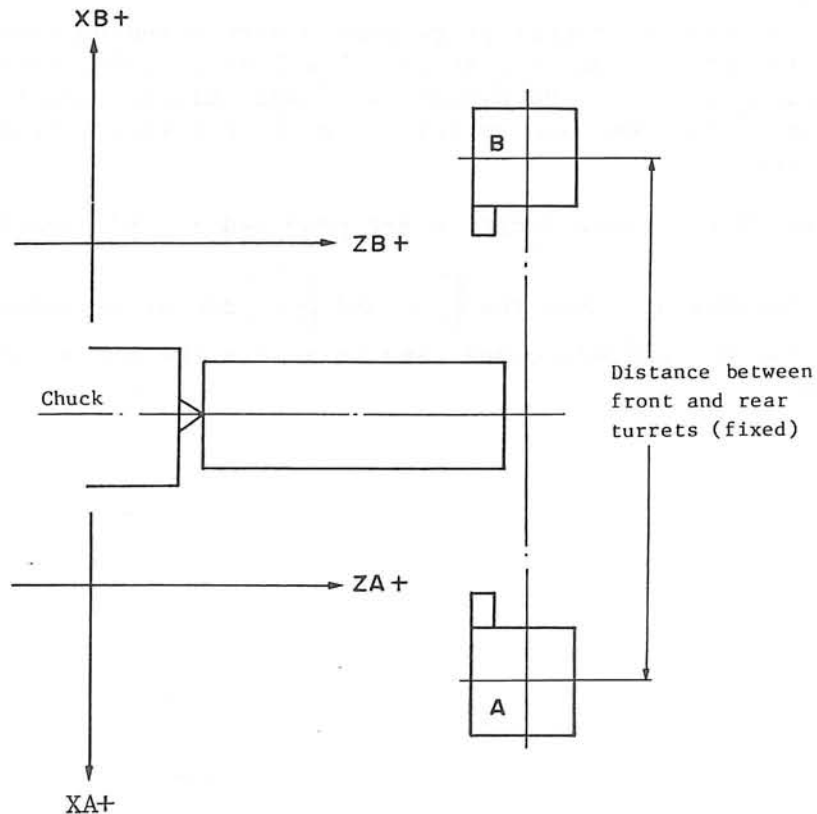 XB+
B
ZB+
Chuck
Distance between
front and rear
turrets (fixed)
ZA+
A
XA+